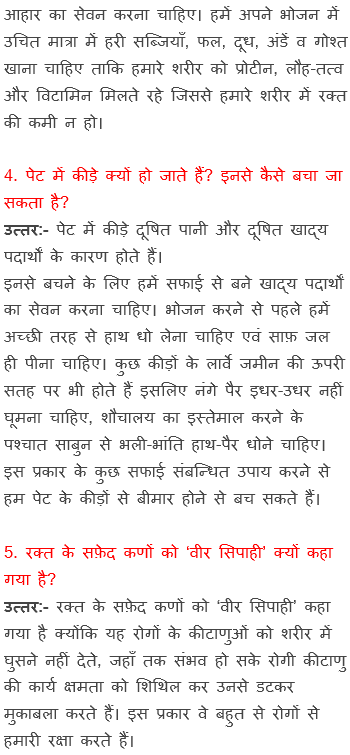 आहार का सेवन करना चाहिए। हमें अपने भोजन में
उचित मात्रा में हरी सब्जियाँ, फल, दूध, अंडें व गोश्त
खाना चाहिए ताकि हमारे शरीर को प्रोटीन, लौह-तत्व
और विटामिन मिलते रहे जिससे हमारे शरीर में रक्त
की कमी न हो।
4. पेट में कीड़े क्यों हो जाते हैं? इनसे कैसे बचा जा
सकता है?
उत्तर:- पेट में कीड़े दूषित पानी और दूषित खाद्य
पदार्थों के कारण होते हैं।
इनसे बचने के लिए हमें सफाई से बने खाद्य पदार्थों
का सेवन करना चाहिए। भोजन करने से पहले हमें
अच्छी तरह से हाथ धो लेना चाहिए एवं साफ़ जल
ही पीना चाहिए। कुछ कीड़ों के लार्वे जमीन की ऊपरी
सतह पर भी होते हैं इसलिए नंगे पैर इधर-उधर नहीं
घूमना चाहिए, शौचालय का इस्तेमाल करने के
पश्चात साबुन से भली-भांति हाथ-पैर धोने चाहिए।
इस प्रकार के कुछ सफाई संबन्धित उपाय करने से
हम पेट के कीड़ों से बीमार होने से बच सकते हैं।
5. रक्त के सफ़ेद कणों को ‘वीर सिपाही’ क्यों कहा
गया है?
उत्तर:- रक्त के सफ़ेद कणों को ‘वीर सिपाही’ कहा
गया है क्योंकि यह रोगों के कीटाणुओं को शरीर में
घुसने नहीं देते, जहाँ तक संभव हो सके रोगी कीटाणु
की कार्य क्षमता को शिथिल कर उनसे डटकर
मुकाबला करते हैं। इस प्रकार वे बहुत से रोगों से
हमारी रक्षा करते हैं।